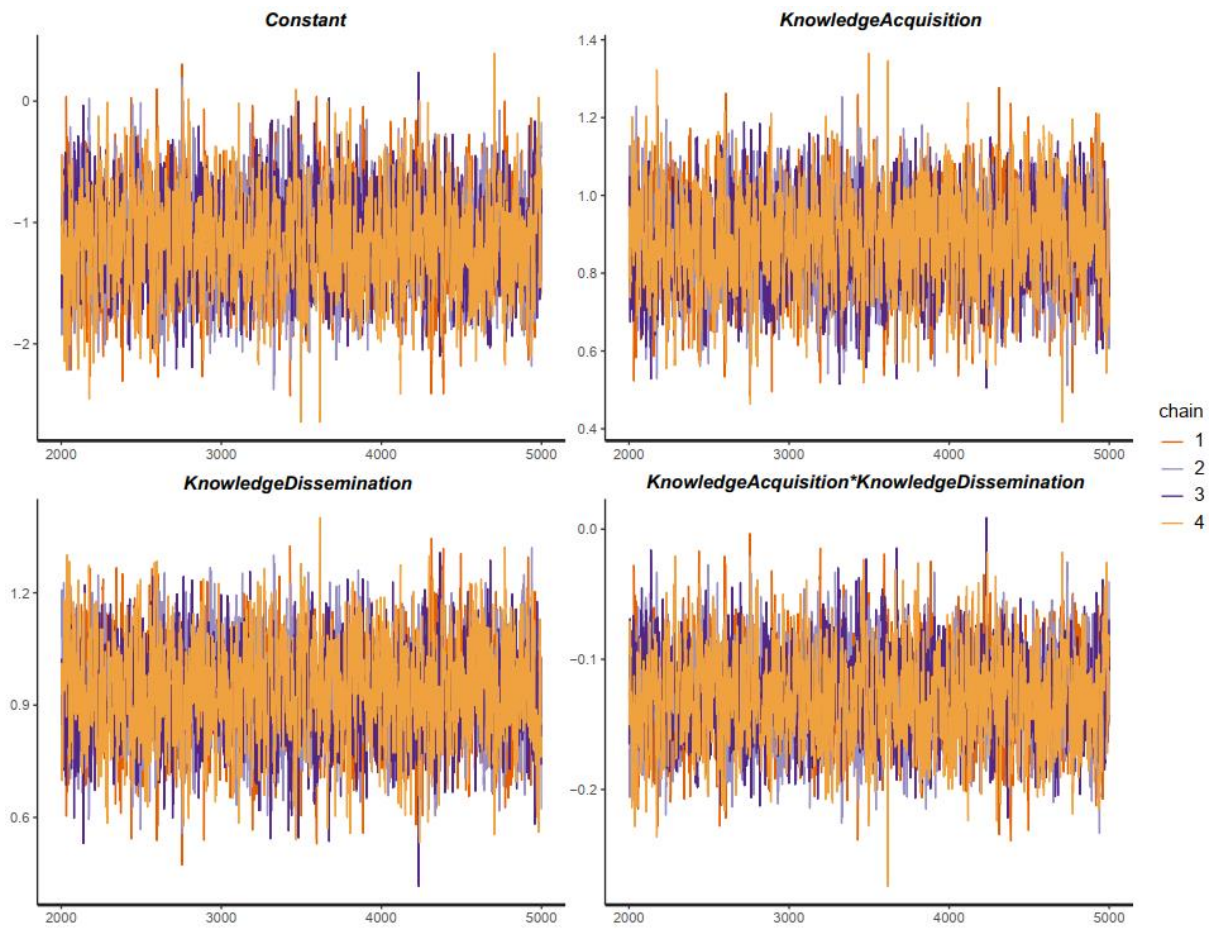 Constant
0
−1
−2
2000 3000 4000 5000
KnowledgeAcquisition
1.4
1.2
1.0
0.8
0.6
0.4
2000 3000 4000 5000
KnowledgeDissemination
1.2
0.9
0.6
2000 3000 4000 5000
KnowledgeAcquisition*KnowledgeDissemination
0.0
−0.1
−0.2
2000 3000 4000 5000
chain
1
2
3
4